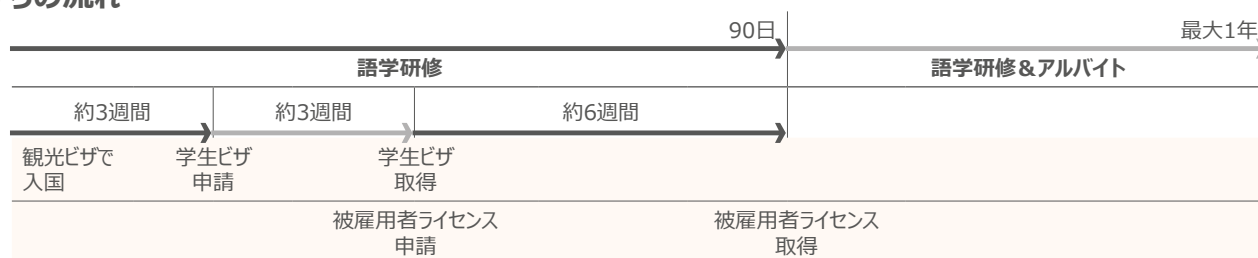 の流れ
90日
最大1年
語学研修
語学研修&アルバイト
約3週間
約3週間
約6週間
観光ビザで
入国
学生ビザ
申請
学生ビザ
取得
被雇用者ライセンス
申請
被雇用者ライセンス
取得